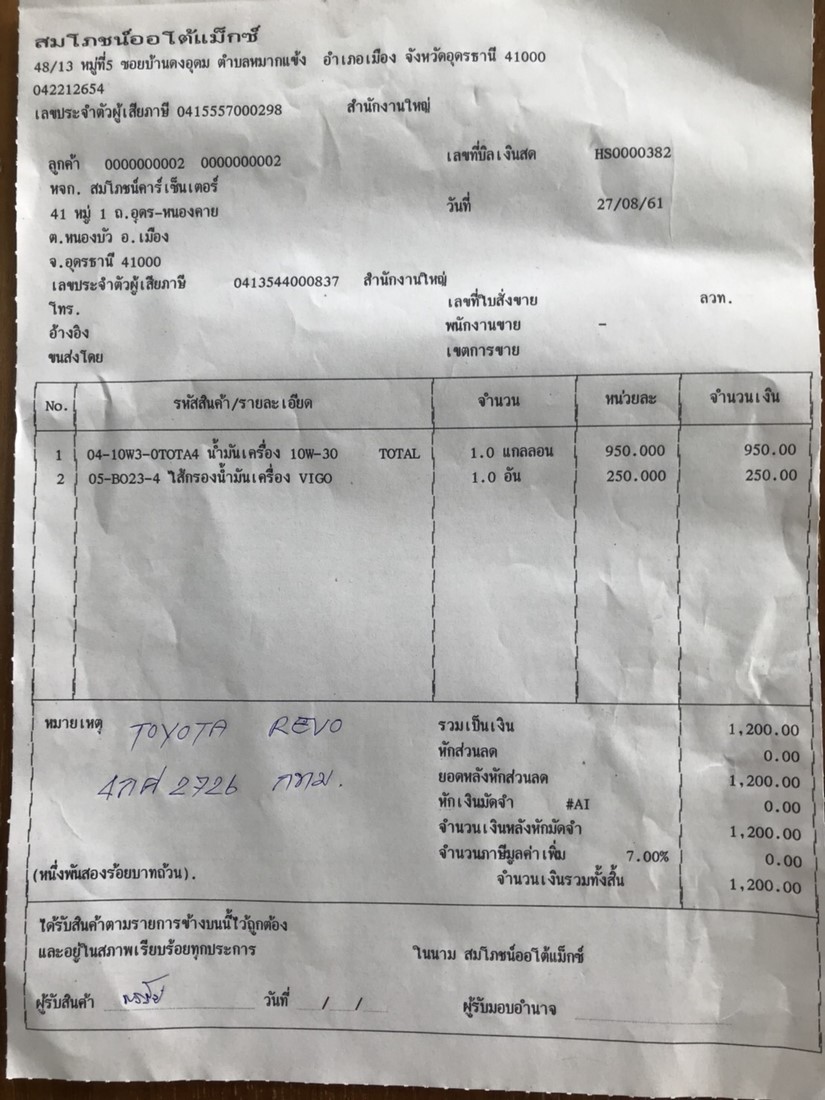 สมโภชน์ออโต้แม็กซ์
48/13 หมู่ที่5 ซอยบ้านดงอุดม ตำบลหมากแข้ง อำเภอเมือง จังหวัดอุดรธานี 41000
042212654
เลขประจำตัวผู้เสียภาษี 0415557000298 สำนักงานใหญ่
ลูกค้า 0000000002 0000000002 เลขที่บิลเงินสด HS0000382
หจก. สมโภชน์คาร์เซ็นเตอร์
41 หมู่ 1 ถ.อุดร-หนองคาย วันที่ 27/08/61
ต.หนองบัว อ.เมือง
จ.อุดรธานี 41000
เลขประจำตัวผู้เสียภาษี 0413544000837 สำนักงานใหญ่
โทร. เลขที่ใบสั่งขาย ลวท.
อ้างอิง พนักงานขาย -
ขนส่งโดย เขตการขาย
No. รหัสสินค้า/รายละเอียด จำนวน หน่วยละ จำนวนเงิน
1 04-10W3-0TOTA4 น้ำมันเครื่อง 10W-30 TOTAL 1.0 แกลลอน 950.000 950.00
2 05-BO23-4 ไส้กรองน้ำมันเครื่อง VIGO 1.0 อัน 250.000 250.00
หมายเหตุ TOYOTA REVO รวมเป็นเงิน 1,200.00
หักส่วนลด 0.00
4กศ 2726 กทม. ยอดหลังหักส่วนลด 1,200.00
หักเงินมัดจำ #AI 0.00
จำนวนเงินหลังหักมัดจำ 1,200.00
จำนวนภาษีมูลค่าเพิ่ม 7.00% 0.00
(หนึ่งพันสองร้อยบาทถ้วน). จำนวนเงินรวมทั้งสิ้น 1,200.00
ได้รับสินค้าตามรายการข้างบนนี้ไว้ถูกต้อง
และอยู่ในสภาพเรียบร้อยทุกประการ ในนาม สมโภชน์ออโต้แม็กซ์
ผู้รับสินค้า วันที่ / / ผู้รับมอบอำนาจ